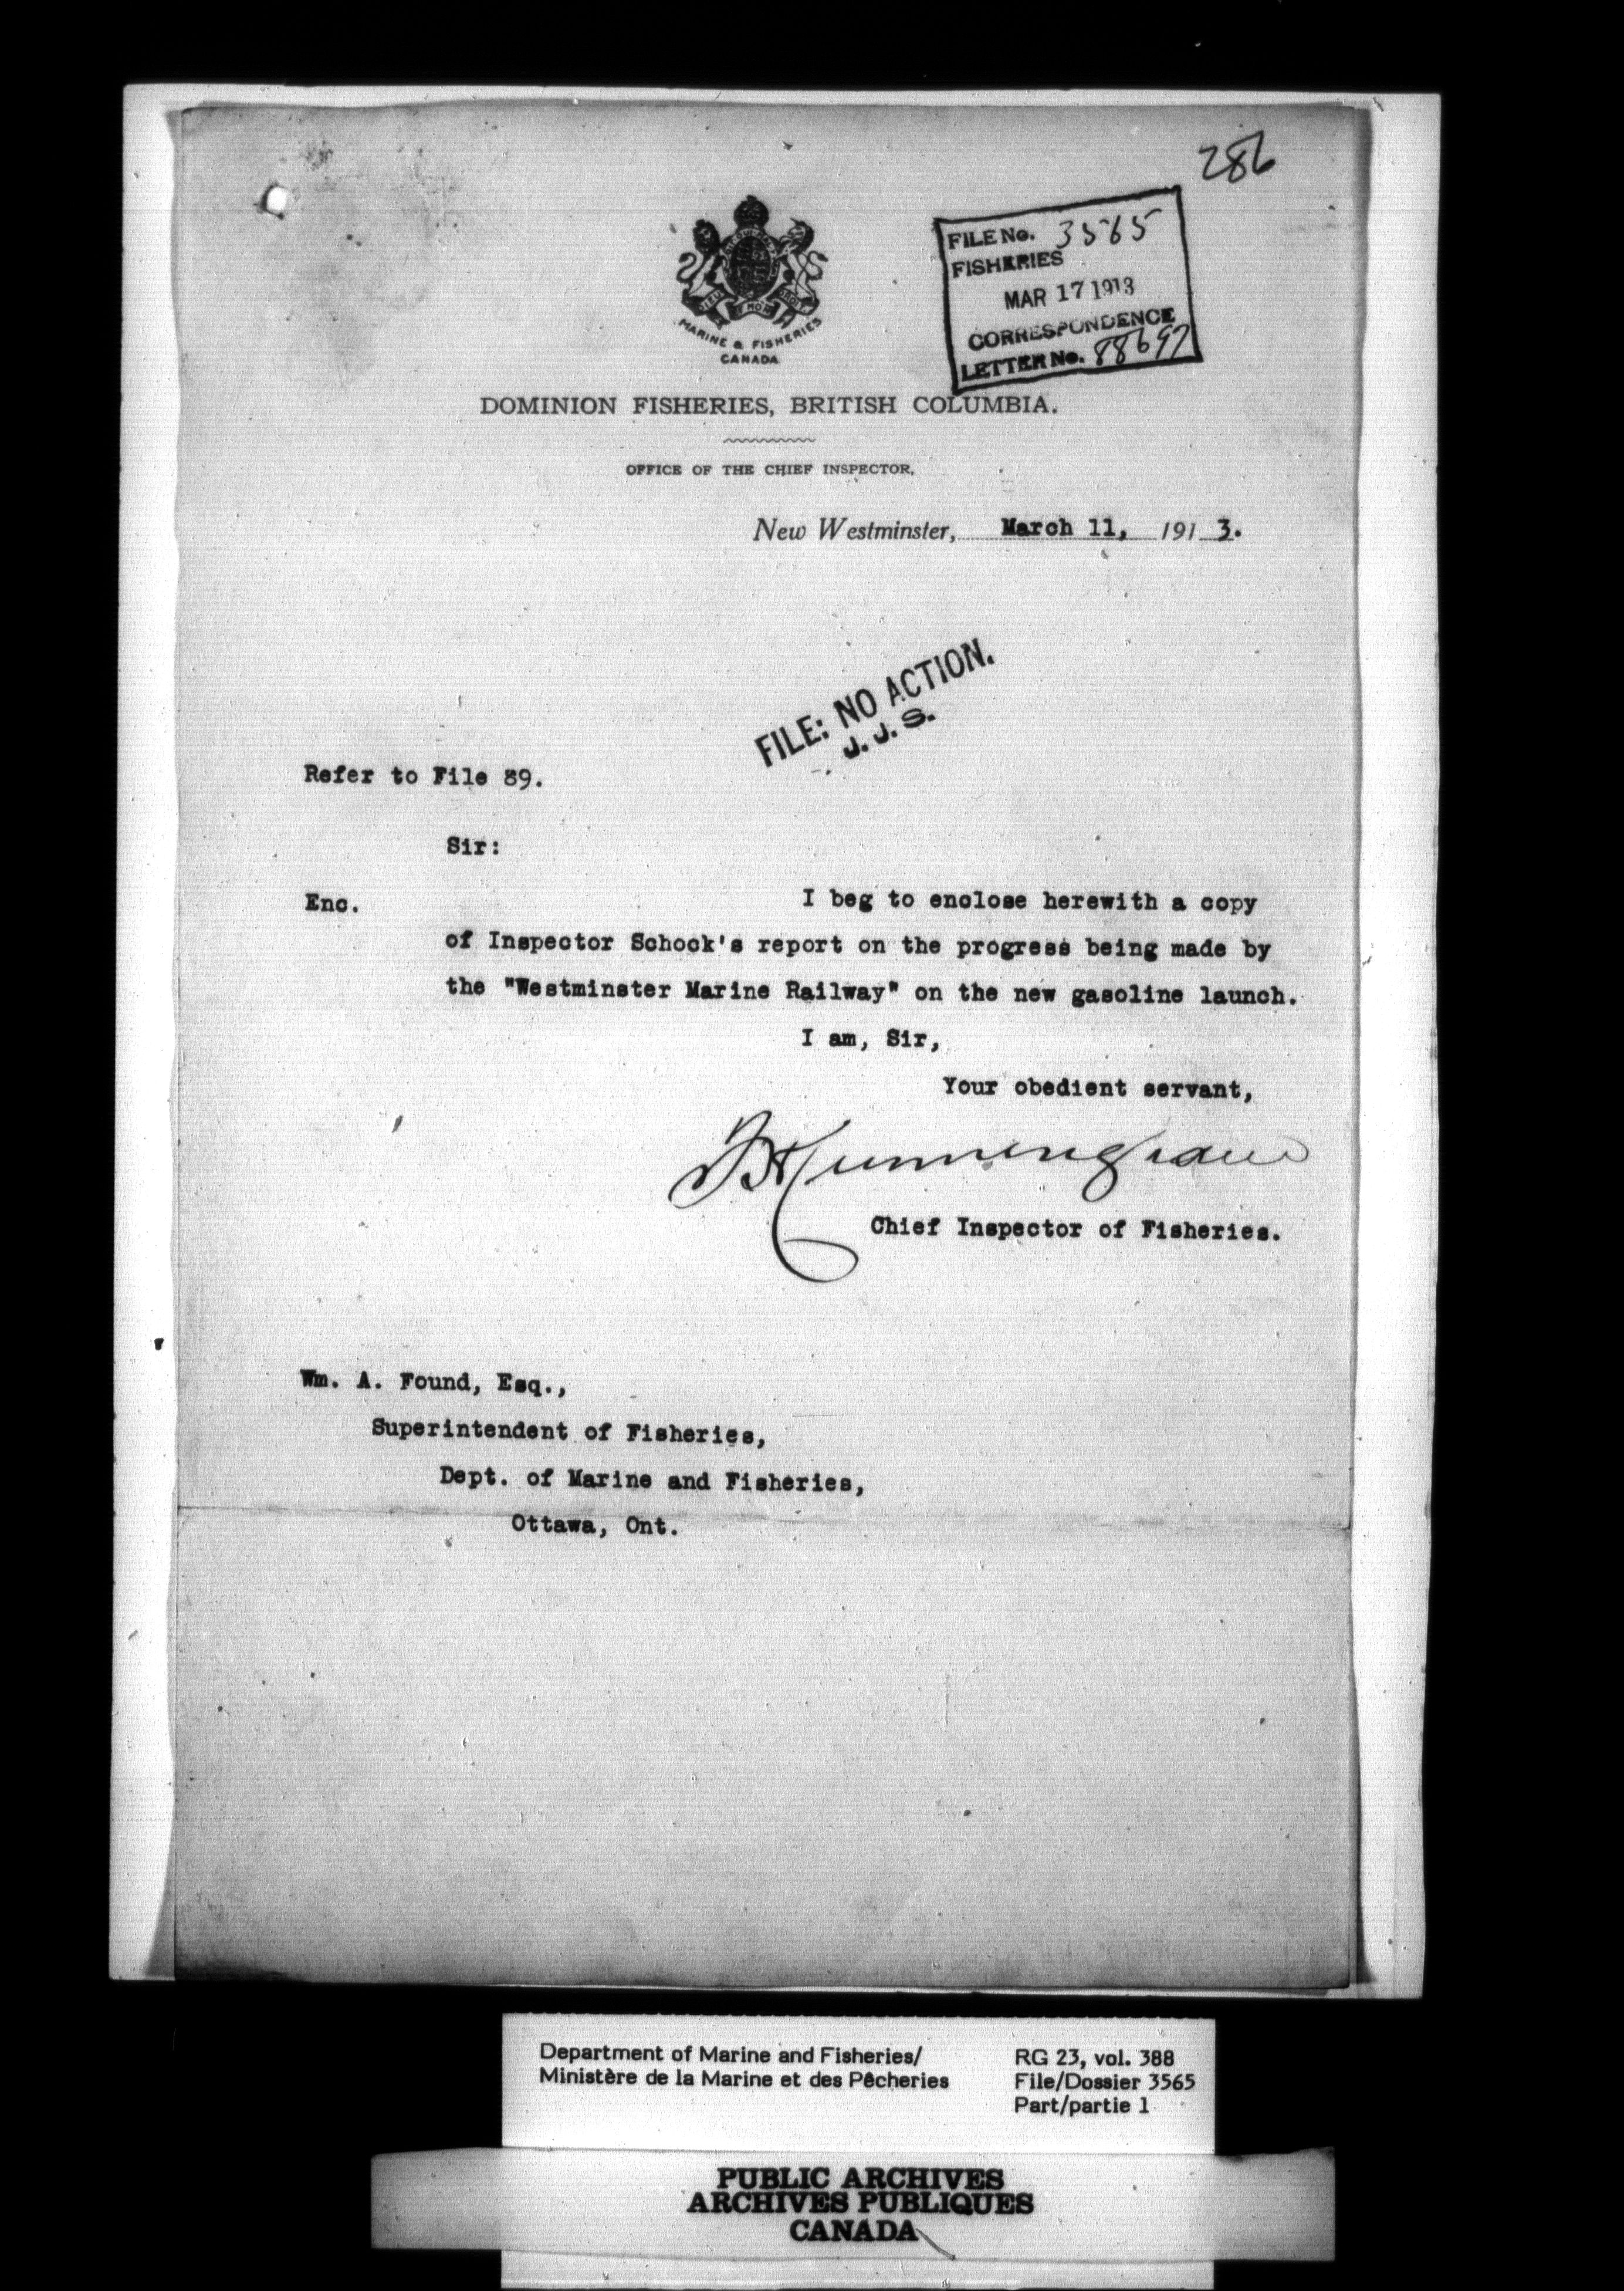 286
FILE No. 3565
FISHERIES
MAR 17 1913
CORRESPONDENCE
LETTER No. 88697
DIEU ET MON DROIT
MARINE & FISHERIES
CANADA
DOMINION FISHERIES, BRITISH COLUMBIA.
OFFICE OF THE CHIEF INSPECTOR,
New Westminster, March 11, 1913.
FILE: NO ACTION.
J. J. S.
Refer to File 89.
Sir:
Enc. I beg to enclose herewith a copy
of Inspector Schock's report on the progress being made by
the "Westminster Marine Railway" on the new gasoline launch.
I am, Sir,
Your obedient servant,
Cunningham
Chief Inspector of Fisheries.
Wm. A. Found, Esq.,
Superintendent of Fisheries,
Dept. of Marine and Fisheries,
Ottawa, Ont.
Department of Marine and Fisheries/
Ministère de la Marine et des Pêcheries
RG 23, vol. 388
File/Dossier 3565
Part/partie 1
PUBLIC ARCHIVES
ARCHIVES PUBLIQUES
CANADA